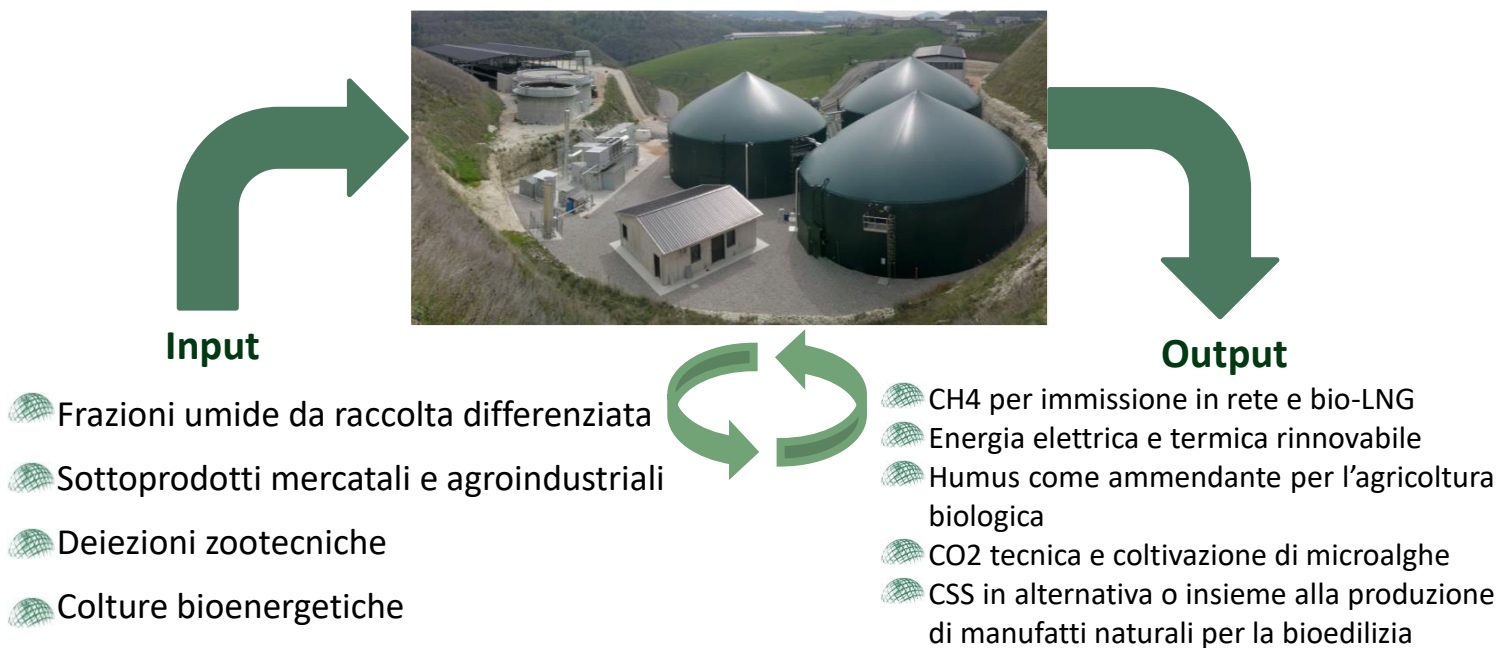 Input
Frazioni umide da raccolta differenziata
Sottoprodotti mercatali e agroindustriali
Deiezioni zootecniche
Colture bioenergetiche
Output
CH4 per immissione in rete e bio-LNG
Energia elettrica e termica rinnovabile
Humus come ammendante per l’agricoltura
biologica
CO2 tecnica e coltivazione di microalghe
CSS in alternativa o insieme alla produzione
di manufatti naturali per la bioedilizia